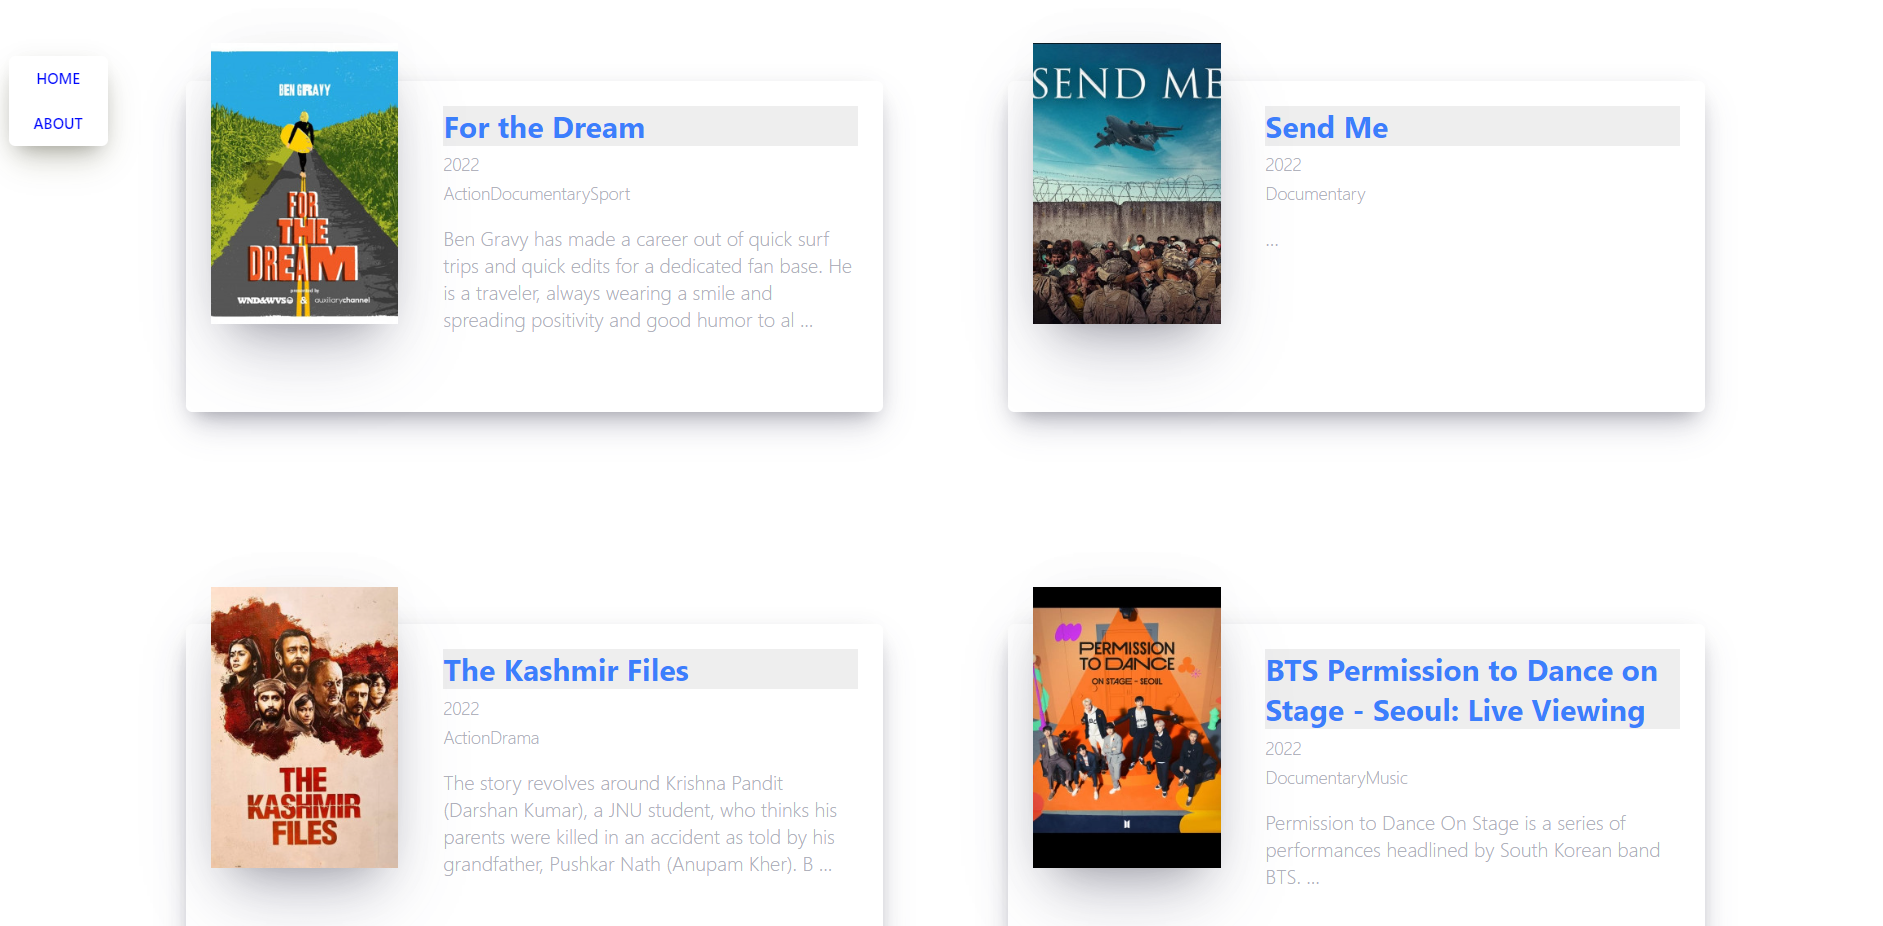 HOME
ABOUT
BEN GRAVY
FOR
THE
DREAM
presented by
WND&WVS & auxiliarychannel
For the Dream
2022
ActionDocumentarySport
Ben Gravy has made a career out of quick surf
trips and quick edits for a dedicated fan base. He
is a traveler, always wearing a smile and
spreading positivity and good humor to al ...
SEND ME
Send Me
2022
Documentary
...
THE
KASHMIR
FILES
The Kashmir Files
2022
ActionDrama
The story revolves around Krishna Pandit
(Darshan Kumar), a JNU student, who thinks his
parents were killed in an accident as told by his
grandfather, Pushkar Nath (Anupam Kher). B ...
PERMISSION
TO DANCE
ON STAGE - SEOUL
BTS Permission to Dance on
Stage - Seoul: Live Viewing
2022
DocumentaryMusic
Permission to Dance On Stage is a series of
performances headlined by South Korean band
BTS. ...